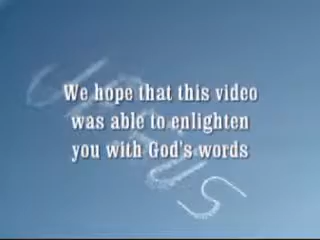 We hope that this video
was able to enlighten
you with God's words